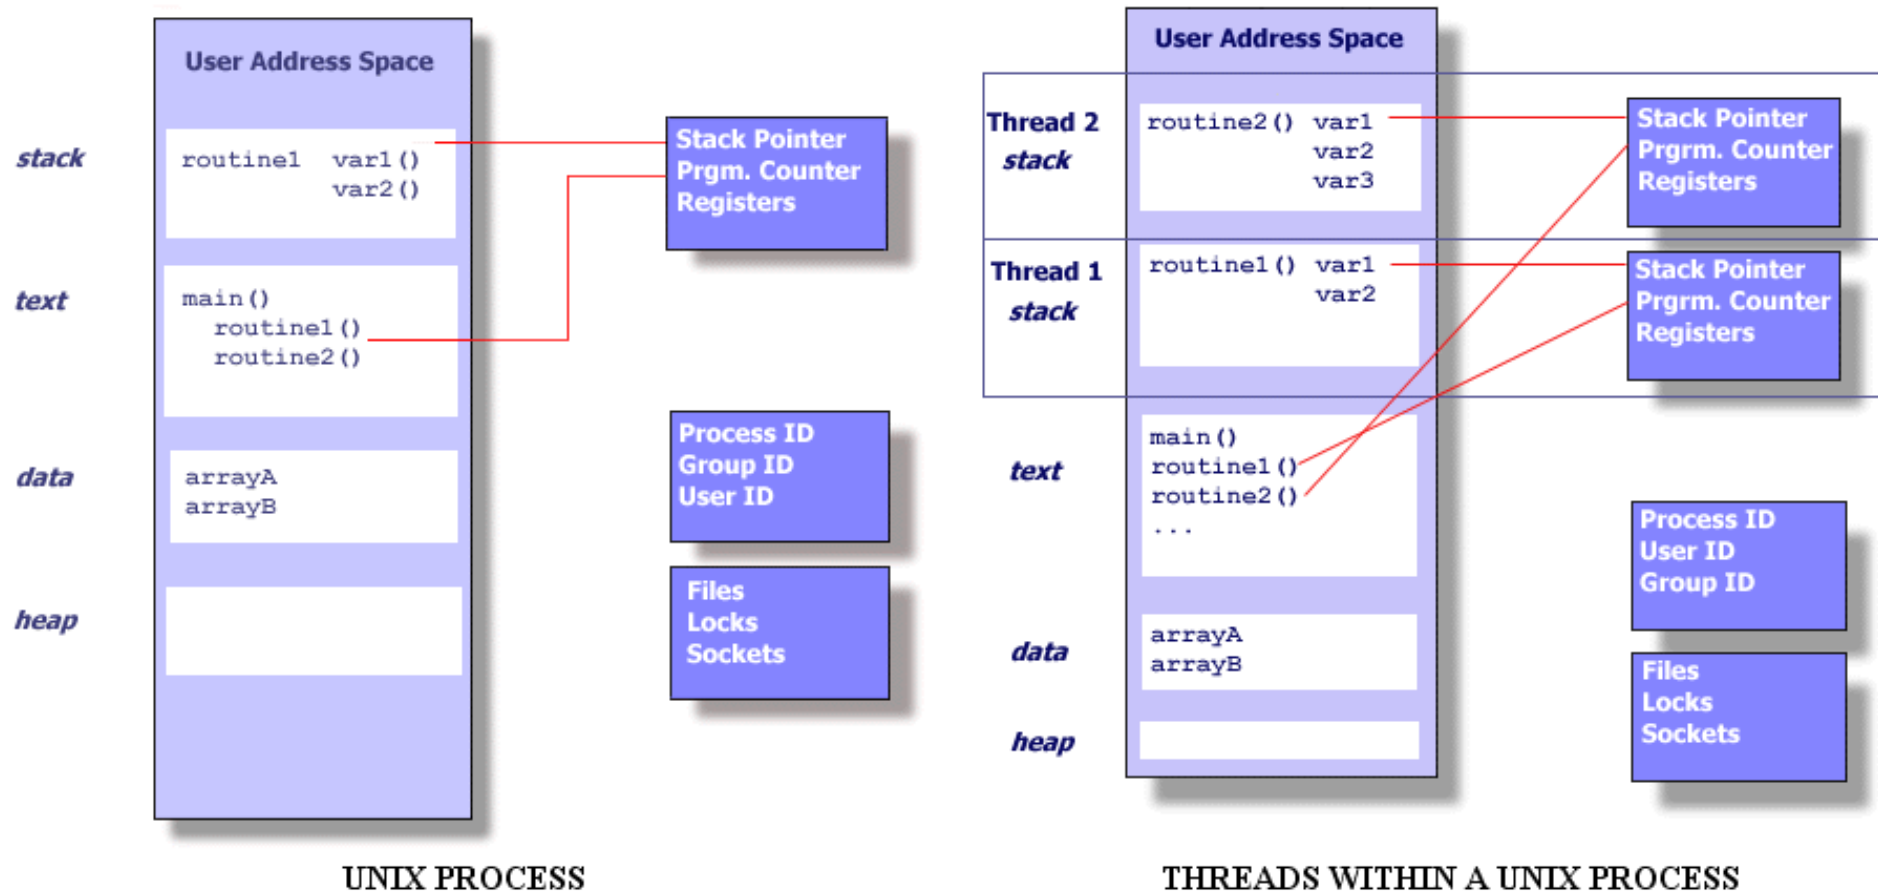 User Address Space
stack
routine1 var1()
var2()
Stack Pointer
Prgm. Counter
Registers
text
main()
routine1()
routine2()
Process ID
Group ID
User ID
data
arrayA
arrayB
Files
Locks
Sockets
heap
UNIX PROCESS
User Address Space
Thread 2
stack
routine2() var1
var2
var3
Stack Pointer
Prgrm. Counter
Registers
Thread 1
stack
routine1() var1
var2
Stack Pointer
Prgrm. Counter
Registers
text
main()
routine1()
routine2()
...
Process ID
User ID
Group ID
data
arrayA
arrayB
Files
Locks
Sockets
heap
THREADS WITHIN A UNIX PROCESS